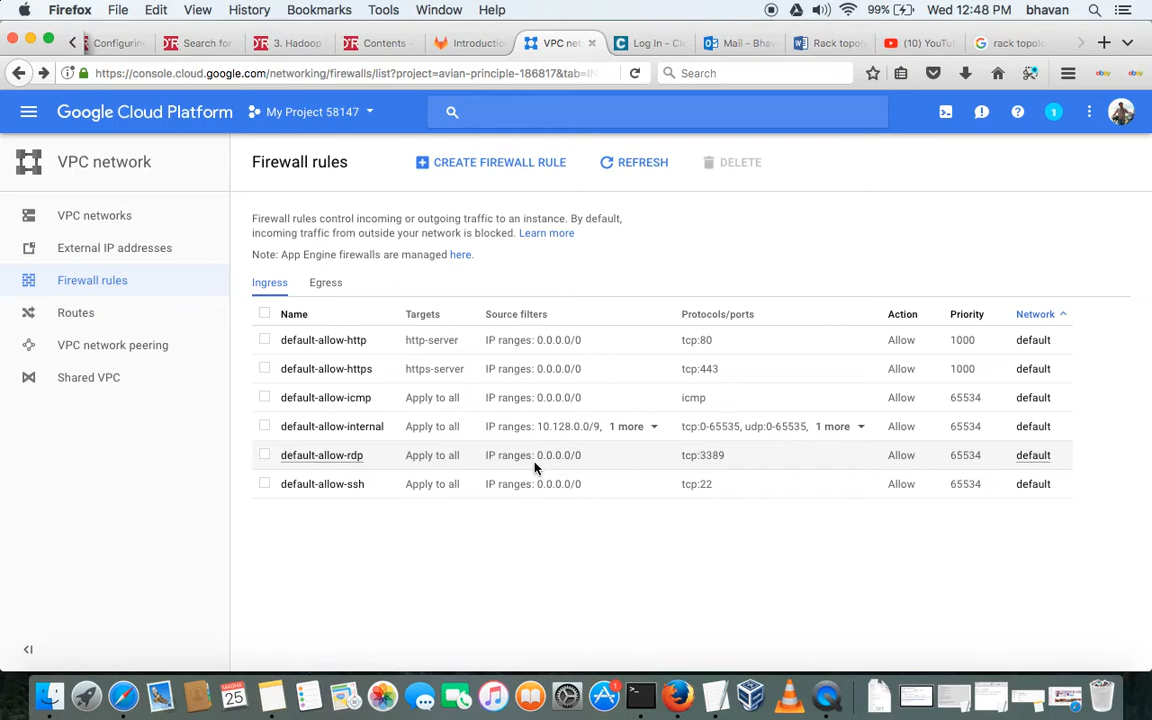 Firefox File Edit View History Bookmarks Tools Window Help 99% Wed 12:48 PM bhavan
Configuring Search for 3. Hadoop Contents - Introductio VPC net Log In - Cl Mail - Bhav Rack topol (10) YouTu rack topolo
https://console.cloud.google.com/networking/firewalls/list?project=avian-principle-186817&tab=IN Search ebay ebay
Google Cloud Platform My Project 58147 1
VPC network Firewall rules CREATE FIREWALL RULE REFRESH DELETE
VPC networks
External IP addresses
Firewall rules
Routes
VPC network peering
Shared VPC
Firewall rules control incoming or outgoing traffic to an instance. By default,
incoming traffic from outside your network is blocked. Learn more
Note: App Engine firewalls are managed here.
Ingress Egress
Name Targets Source filters Protocols/ports Action Priority Network
default-allow-http http-server IP ranges: 0.0.0.0/0 tcp:80 Allow 1000 default
default-allow-https https-server IP ranges: 0.0.0.0/0 tcp:443 Allow 1000 default
default-allow-icmp Apply to all IP ranges: 0.0.0.0/0 icmp Allow 65534 default
default-allow-internal Apply to all IP ranges: 10.128.0.0/9, 1 more tcp:0-65535, udp:0-65535, 1 more Allow 65534 default
default-allow-rdp Apply to all IP ranges: 0.0.0.0/0 tcp:3389 Allow 65534 default
default-allow-ssh Apply to all IP ranges: 0.0.0.0/0 tcp:22 Allow 65534 default
25